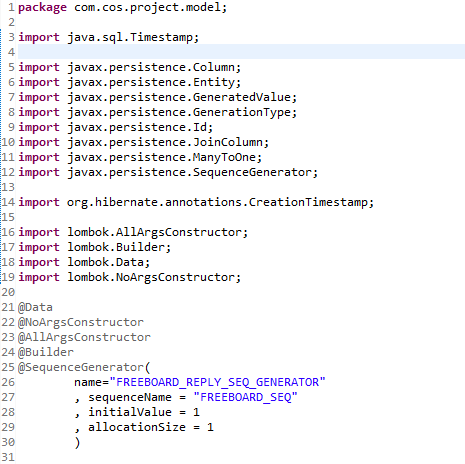 1 package com.cos.project.model;
2
3 import java.sql.Timestamp;
4
5 import javax.persistence.Column;
6 import javax.persistence.Entity;
7 import javax.persistence.GeneratedValue;
8 import javax.persistence.GenerationType;
9 import javax.persistence.Id;
10 import javax.persistence.JoinColumn;
11 import javax.persistence.ManyToOne;
12 import javax.persistence.SequenceGenerator;
13
14 import org.hibernate.annotations.CreationTimestamp;
15
16 import lombok.AllArgsConstructor;
17 import lombok.Builder;
18 import lombok.Data;
19 import lombok.NoArgsConstructor;
20
21 @Data
22 @NoArgsConstructor
23 @AllArgsConstructor
24 @Builder
25 @SequenceGenerator(
26         name="FREEBOARD_REPLY_SEQ_GENERATOR"
27         , sequenceName = "FREEBOARD_SEQ"
28         , initialValue = 1
29         , allocationSize = 1
30         )
31